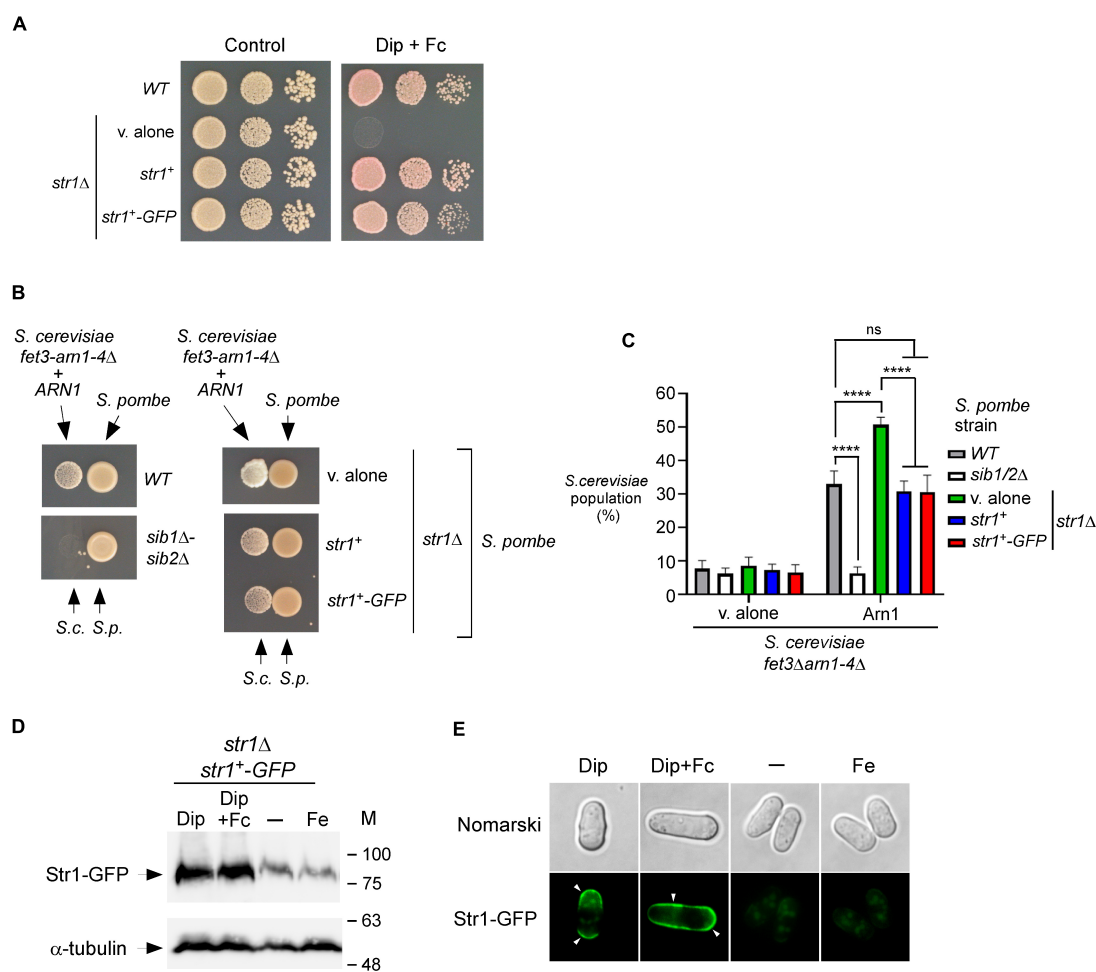 A
Control
Dip + Fc
WT
v. alone
str1Δ
str1⁺
str1⁺-GFP
B
S. cerevisiae
fet3-arn1-4Δ
+
ARN1
S. pombe
S. cerevisiae
fet3-arn1-4Δ
+
ARN1
S. pombe
WT
sib1Δ-
sib2Δ
S.c.
S.p.
v. alone
str1⁺
str1⁺-GFP
str1Δ
S. pombe
S.c.
S.p.
C
ns
****
****
****
60
50
40
30
20
10
0
S.cerevisiae
population
(%)
v. alone
Arn1
S. cerevisiae
fet3Δarn1-4Δ
S. pombe
strain
WT
sib1/2Δ
v. alone
str1⁺
str1⁺-GFP
str1Δ
D
str1Δ
str1⁺-GFP
Dip
Dip
+Fc
—
Fe
M
Str1-GFP
α-tubulin
– 100
– 75
– 63
– 48
E
Dip
Dip+Fc
—
Fe
Nomarski
Str1-GFP